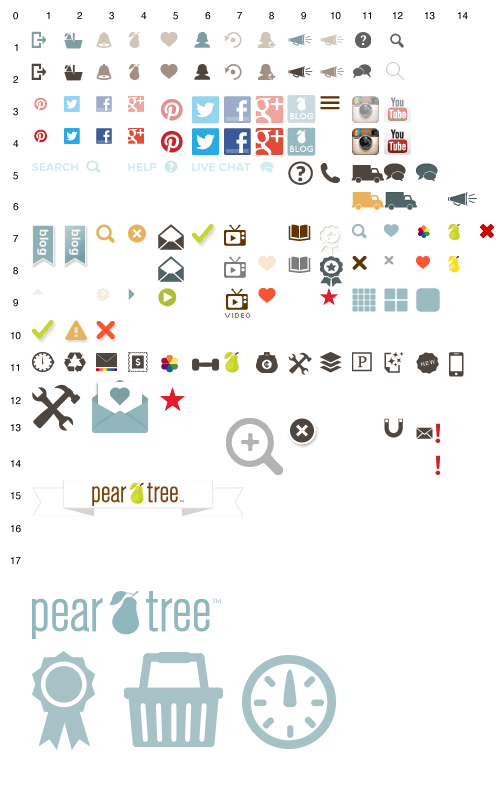 0 1 2 3 4 5 6 7 8 9 10 11 12 13 14
1
2
3
BLOG
You
Tube
4
BLOG
You
Tube
5
SEARCH HELP ? LIVE CHAT ?
6
7
blog blog
8
9
?
VIDEO
10
11
$ P NEW
12
13
!
14
!
15
pear tree™
16
17
pear tree™